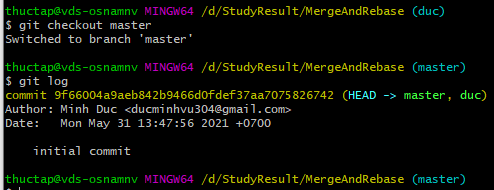 thuctap@vds-osnamnv MINGW64 /d/StudyResult/MergeAndRebase (duc)
$ git checkout master
Switched to branch 'master'
thuctap@vds-osnamnv MINGW64 /d/StudyResult/MergeAndRebase (master)
$ git log
commit 9f66004a9aeb842b9466d0fdef37aa7075826742 (HEAD -> master, duc)
Author: Minh Duc <ducminhvu304@gmail.com>
Date:   Mon May 31 13:47:56 2021 +0700
    initial commit
thuctap@vds-osnamnv MINGW64 /d/StudyResult/MergeAndRebase (master)